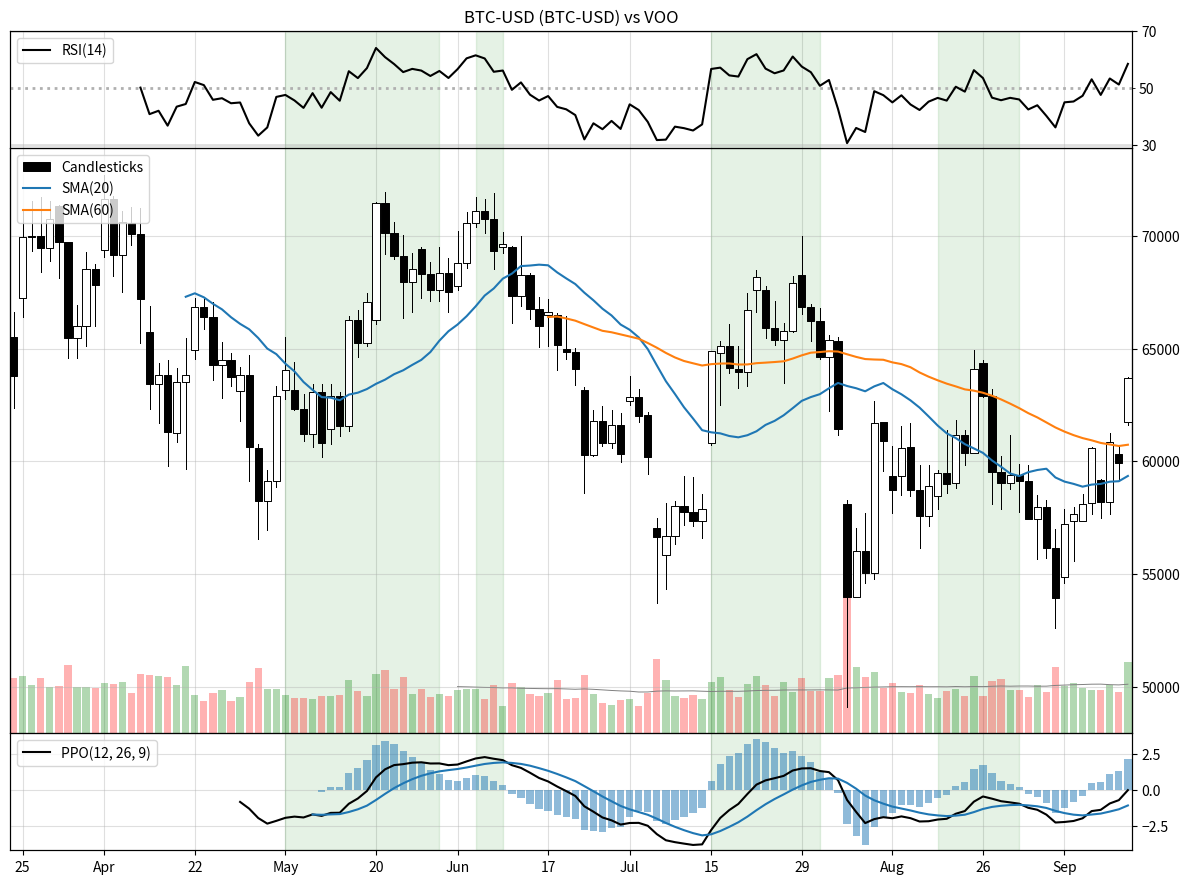 BTC-USD (BTC-USD) vs VOO
RSI(14)
70
50
30
Candlesticks
SMA(20)
SMA(60)
70000
65000
60000
55000
50000
PPO(12, 26, 9)
2.5
0.0
−2.5
25 Apr 22 May 20 Jun 17 Jul 15 29 Aug 26 Sep